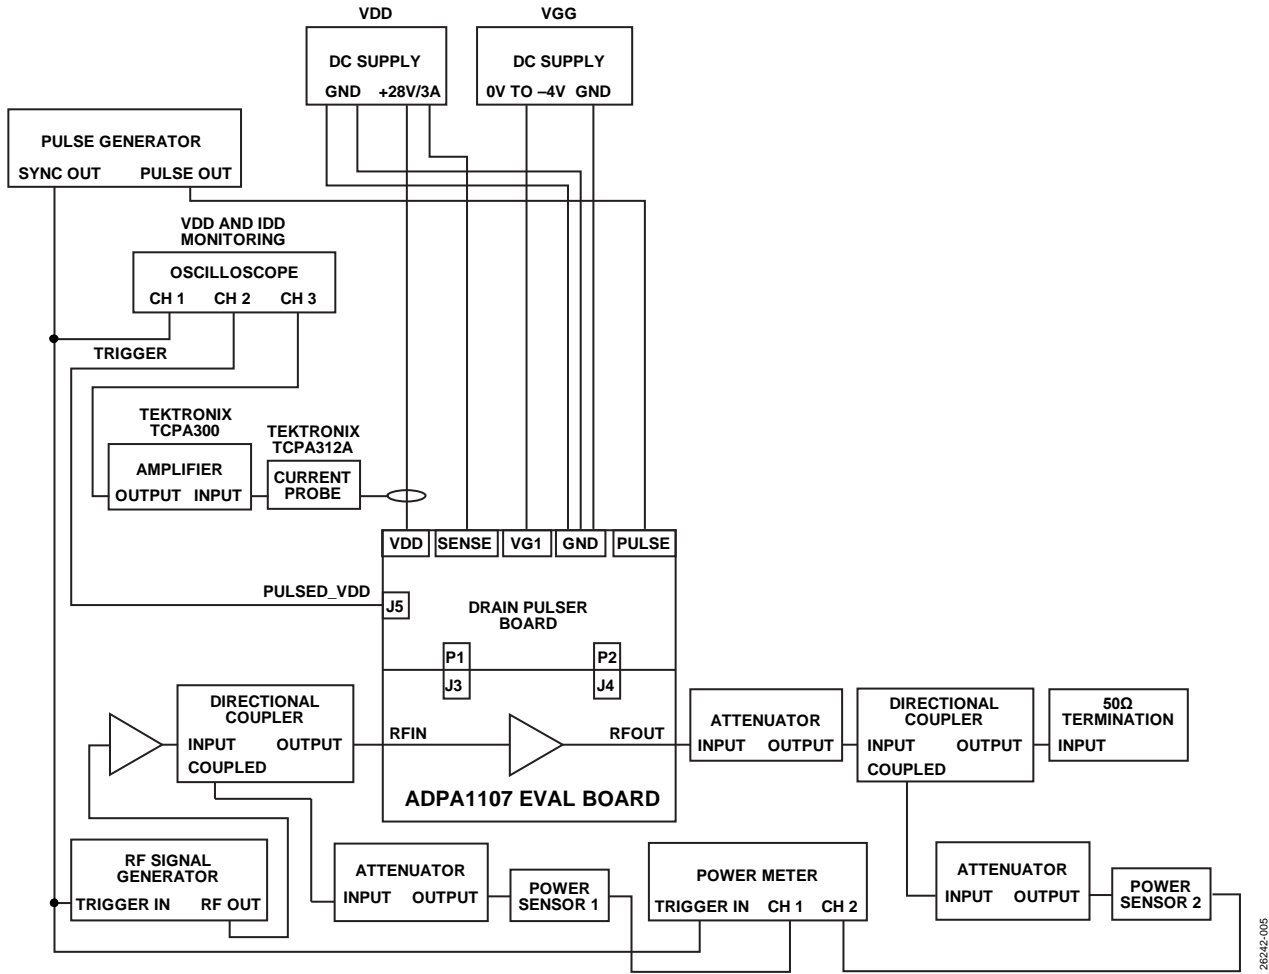 VDD
DC SUPPLY
GND +28V/3A
VGG
DC SUPPLY
0V TO –4V GND
PULSE GENERATOR
SYNC OUT PULSE OUT
VDD AND IDD
MONITORING
OSCILLOSCOPE
CH 1 CH 2 CH 3
TRIGGER
TEKTRONIX
TCPA300
AMPLIFIER
OUTPUT INPUT
TEKTRONIX
TCPA312A
CURRENT
PROBE
VDD SENSE VG1 GND PULSE
PULSED_VDD
J5
DRAIN PULSER
BOARD
P1 P2
J3 J4
DIRECTIONAL
COUPLER
INPUT OUTPUT
COUPLED
RFIN RFOUT
ADPA1107 EVAL BOARD
ATTENUATOR
INPUT OUTPUT
DIRECTIONAL
COUPLER
INPUT OUTPUT
COUPLED
50Ω
TERMINATION
INPUT
RF SIGNAL
GENERATOR
TRIGGER IN RF OUT
ATTENUATOR
INPUT OUTPUT
POWER
SENSOR 1
POWER METER
TRIGGER IN CH 1 CH 2
ATTENUATOR
INPUT OUTPUT
POWER
SENSOR 2
26242-005